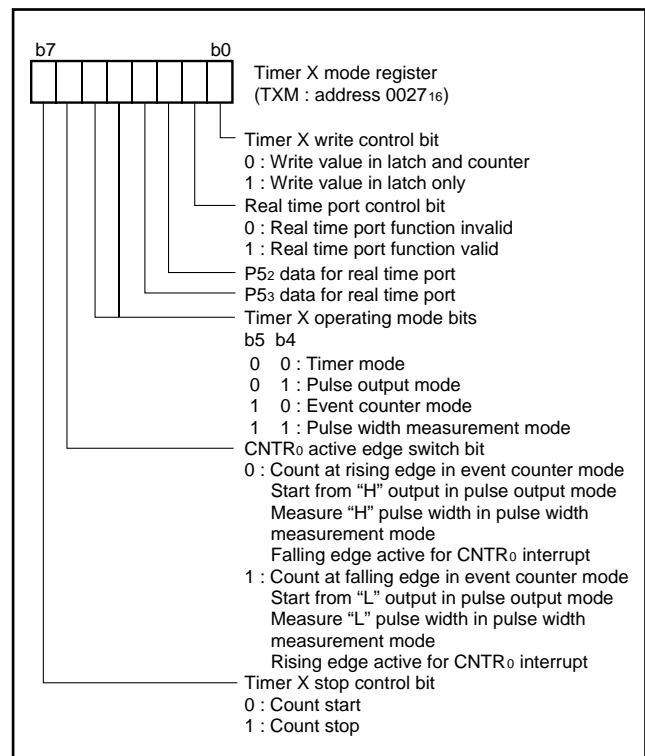 b7 b0
Timer X mode register
(TXM : address 0027₁₆)
Timer X write control bit
0 : Write value in latch and counter
1 : Write value in latch only
Real time port control bit
0 : Real time port function invalid
1 : Real time port function valid
P5₂ data for real time port
P5₃ data for real time port
Timer X operating mode bits
b5 b4
0 0 : Timer mode
0 1 : Pulse output mode
1 0 : Event counter mode
1 1 : Pulse width measurement mode
CNTR₀ active edge switch bit
0 : Count at rising edge in event counter mode
Start from “H” output in pulse output mode
Measure “H” pulse width in pulse width
measurement mode
Falling edge active for CNTR₀ interrupt
1 : Count at falling edge in event counter mode
Start from “L” output in pulse output mode
Measure “L” pulse width in pulse width
measurement mode
Rising edge active for CNTR₀ interrupt
Timer X stop control bit
0 : Count start
1 : Count stop